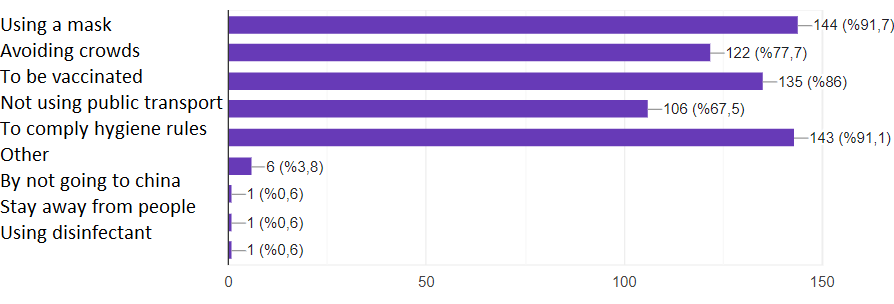 Using a mask 144 (%91,7)
Avoiding crowds 122 (%77,7)
To be vaccinated 135 (%86)
Not using public transport 106 (%67,5)
To comply hygiene rules 143 (%91,1)
Other 6 (%3,8)
By not going to china 1 (%0,6)
Stay away from people 1 (%0,6)
Using disinfectant 1 (%0,6)
0 50 100 150